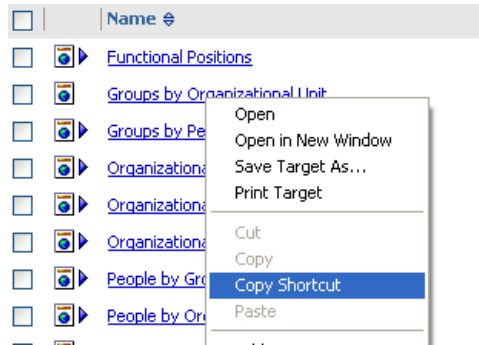 Name
Functional Positions
Groups by Organizational Unit
Groups by Pe
Organizationa
Organizationa
Organizationa
People by Gro
People by Or
Open
Open in New Window
Save Target As...
Print Target
Cut
Copy
Copy Shortcut
Paste